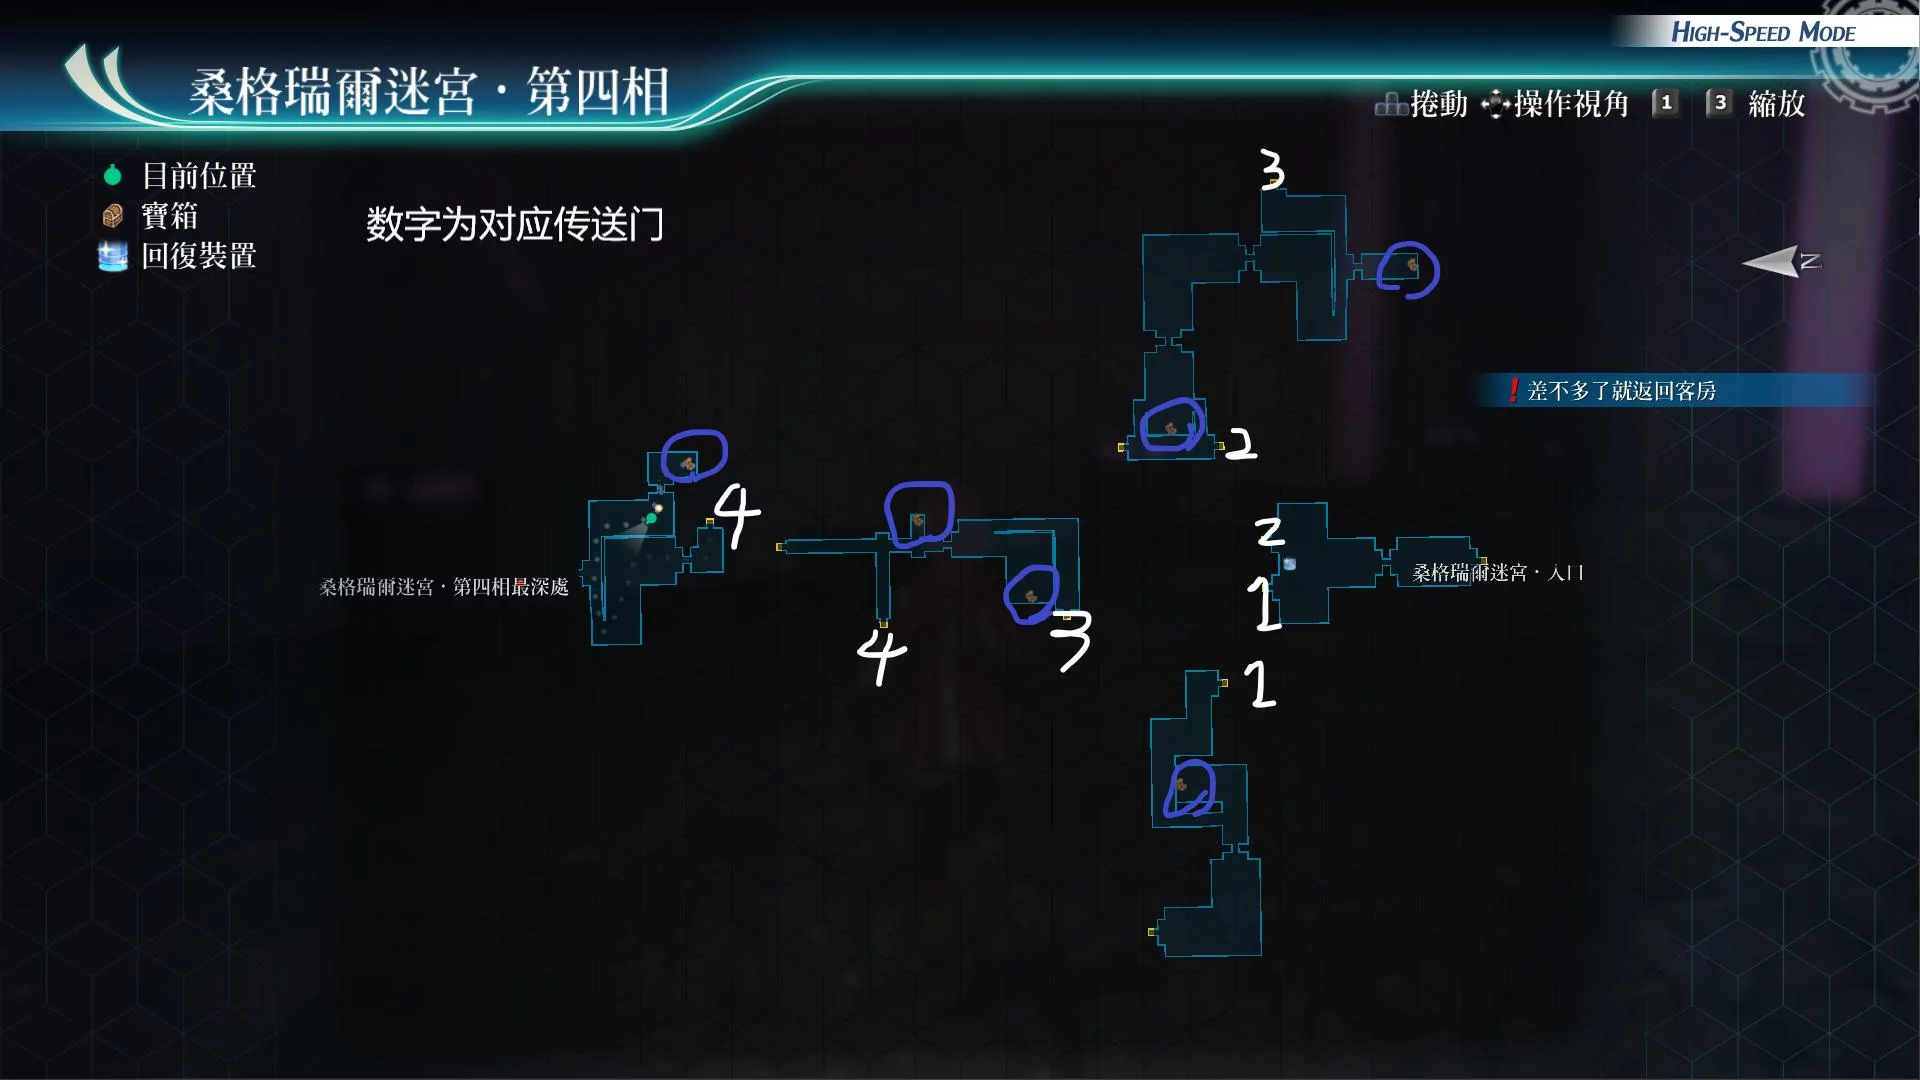 HIGH-SPEED MODE
桑格瑞爾迷宮・第四相
捲動 操作視角 1 3 縮放
目前位置
寶箱
回復裝置
数字为对应传送门
3
N
! 差不多了就返回客房
2
4
桑格瑞爾迷宮・第四相最深處
4
3
2
1
桑格瑞爾迷宮・入口
1